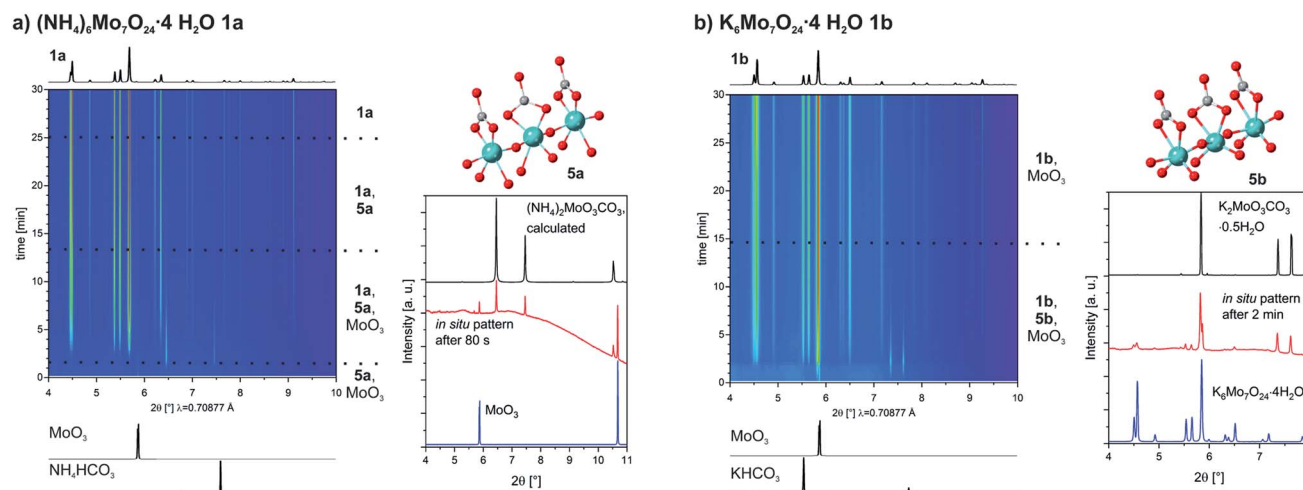 a) (NH₄)₆Mo₇O₂₄·4 H₂O 1a
1a
30
25
20
15
10
5
0
time [min]
4 5 6 7 8 9 10
2θ [°] λ=0.70877 Å
1a
1a,
5a
1a,
5a,
MoO₃
5a,
MoO₃
MoO₃
NH₄HCO₃
5a
(NH₄)₂MoO₃CO₃,
calculated
in situ pattern
after 80 s
MoO₃
Intensity [a. u.]
4 5 6 7 8 9 10 11
2θ [°]
b) K₆Mo₇O₂₄·4 H₂O 1b
1b
30
25
20
15
10
5
0
time [min]
4 5 6 7 8 9 10
2θ [°] λ=0.70877 Å
1b,
MoO₃
1b,
5b,
MoO₃
MoO₃
KHCO₃
5b
K₂MoO₃CO₃
·0.5H₂O
in situ pattern
after 2 min
K₆Mo₇O₂₄·4H₂O
Intensity [a. u.]
4 5 6 7
2θ [°]